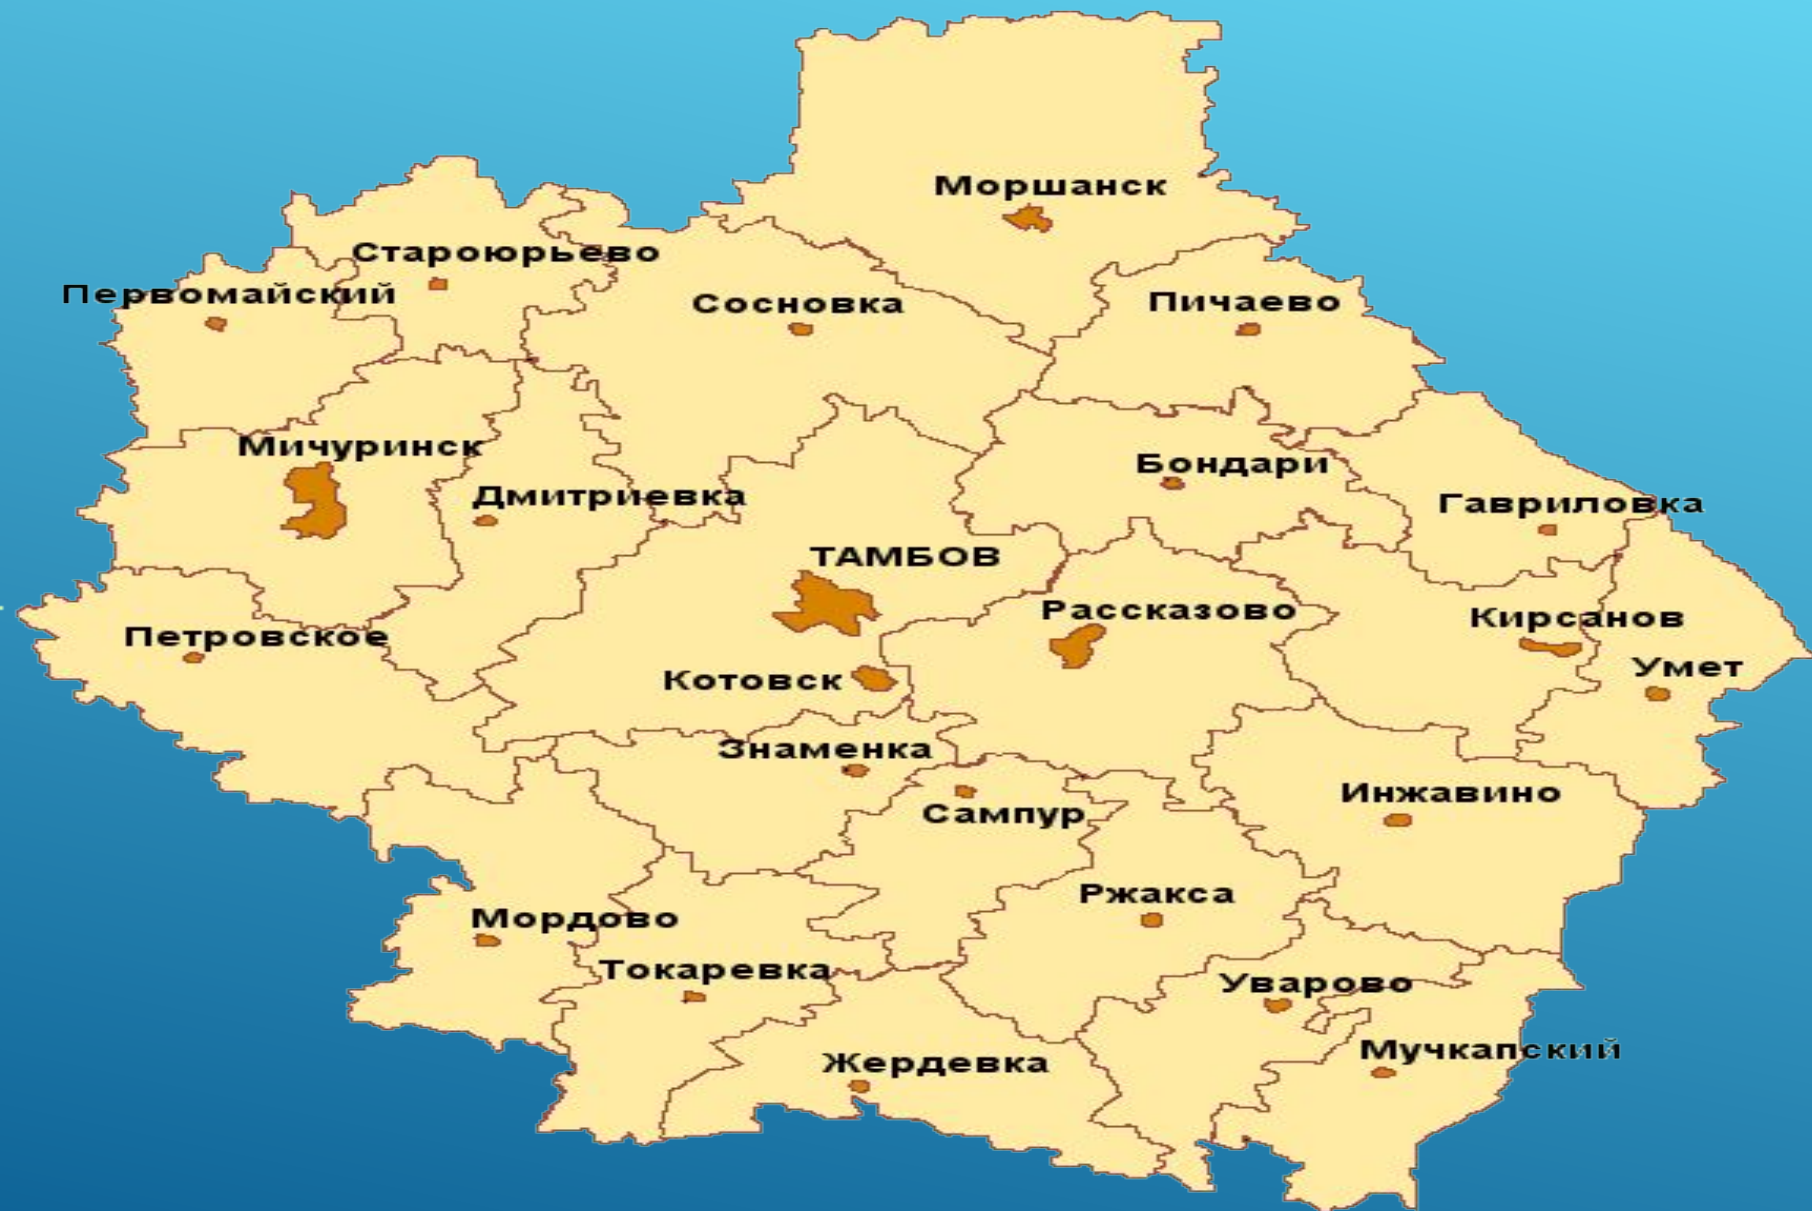 Моршанск
Староюрьево
Первомайский
Сосновка
Пичаево
Мичуринск
Бондари
Дмитриевка
Гавриловка
ТАМБОВ
Рассказово
Кирсанов
Петровское
Умет
Котовск
Знаменка
Инжавино
Сампур
Ржакса
Мордово
Токаревка
Уварово
Мучкапский
Жердевка